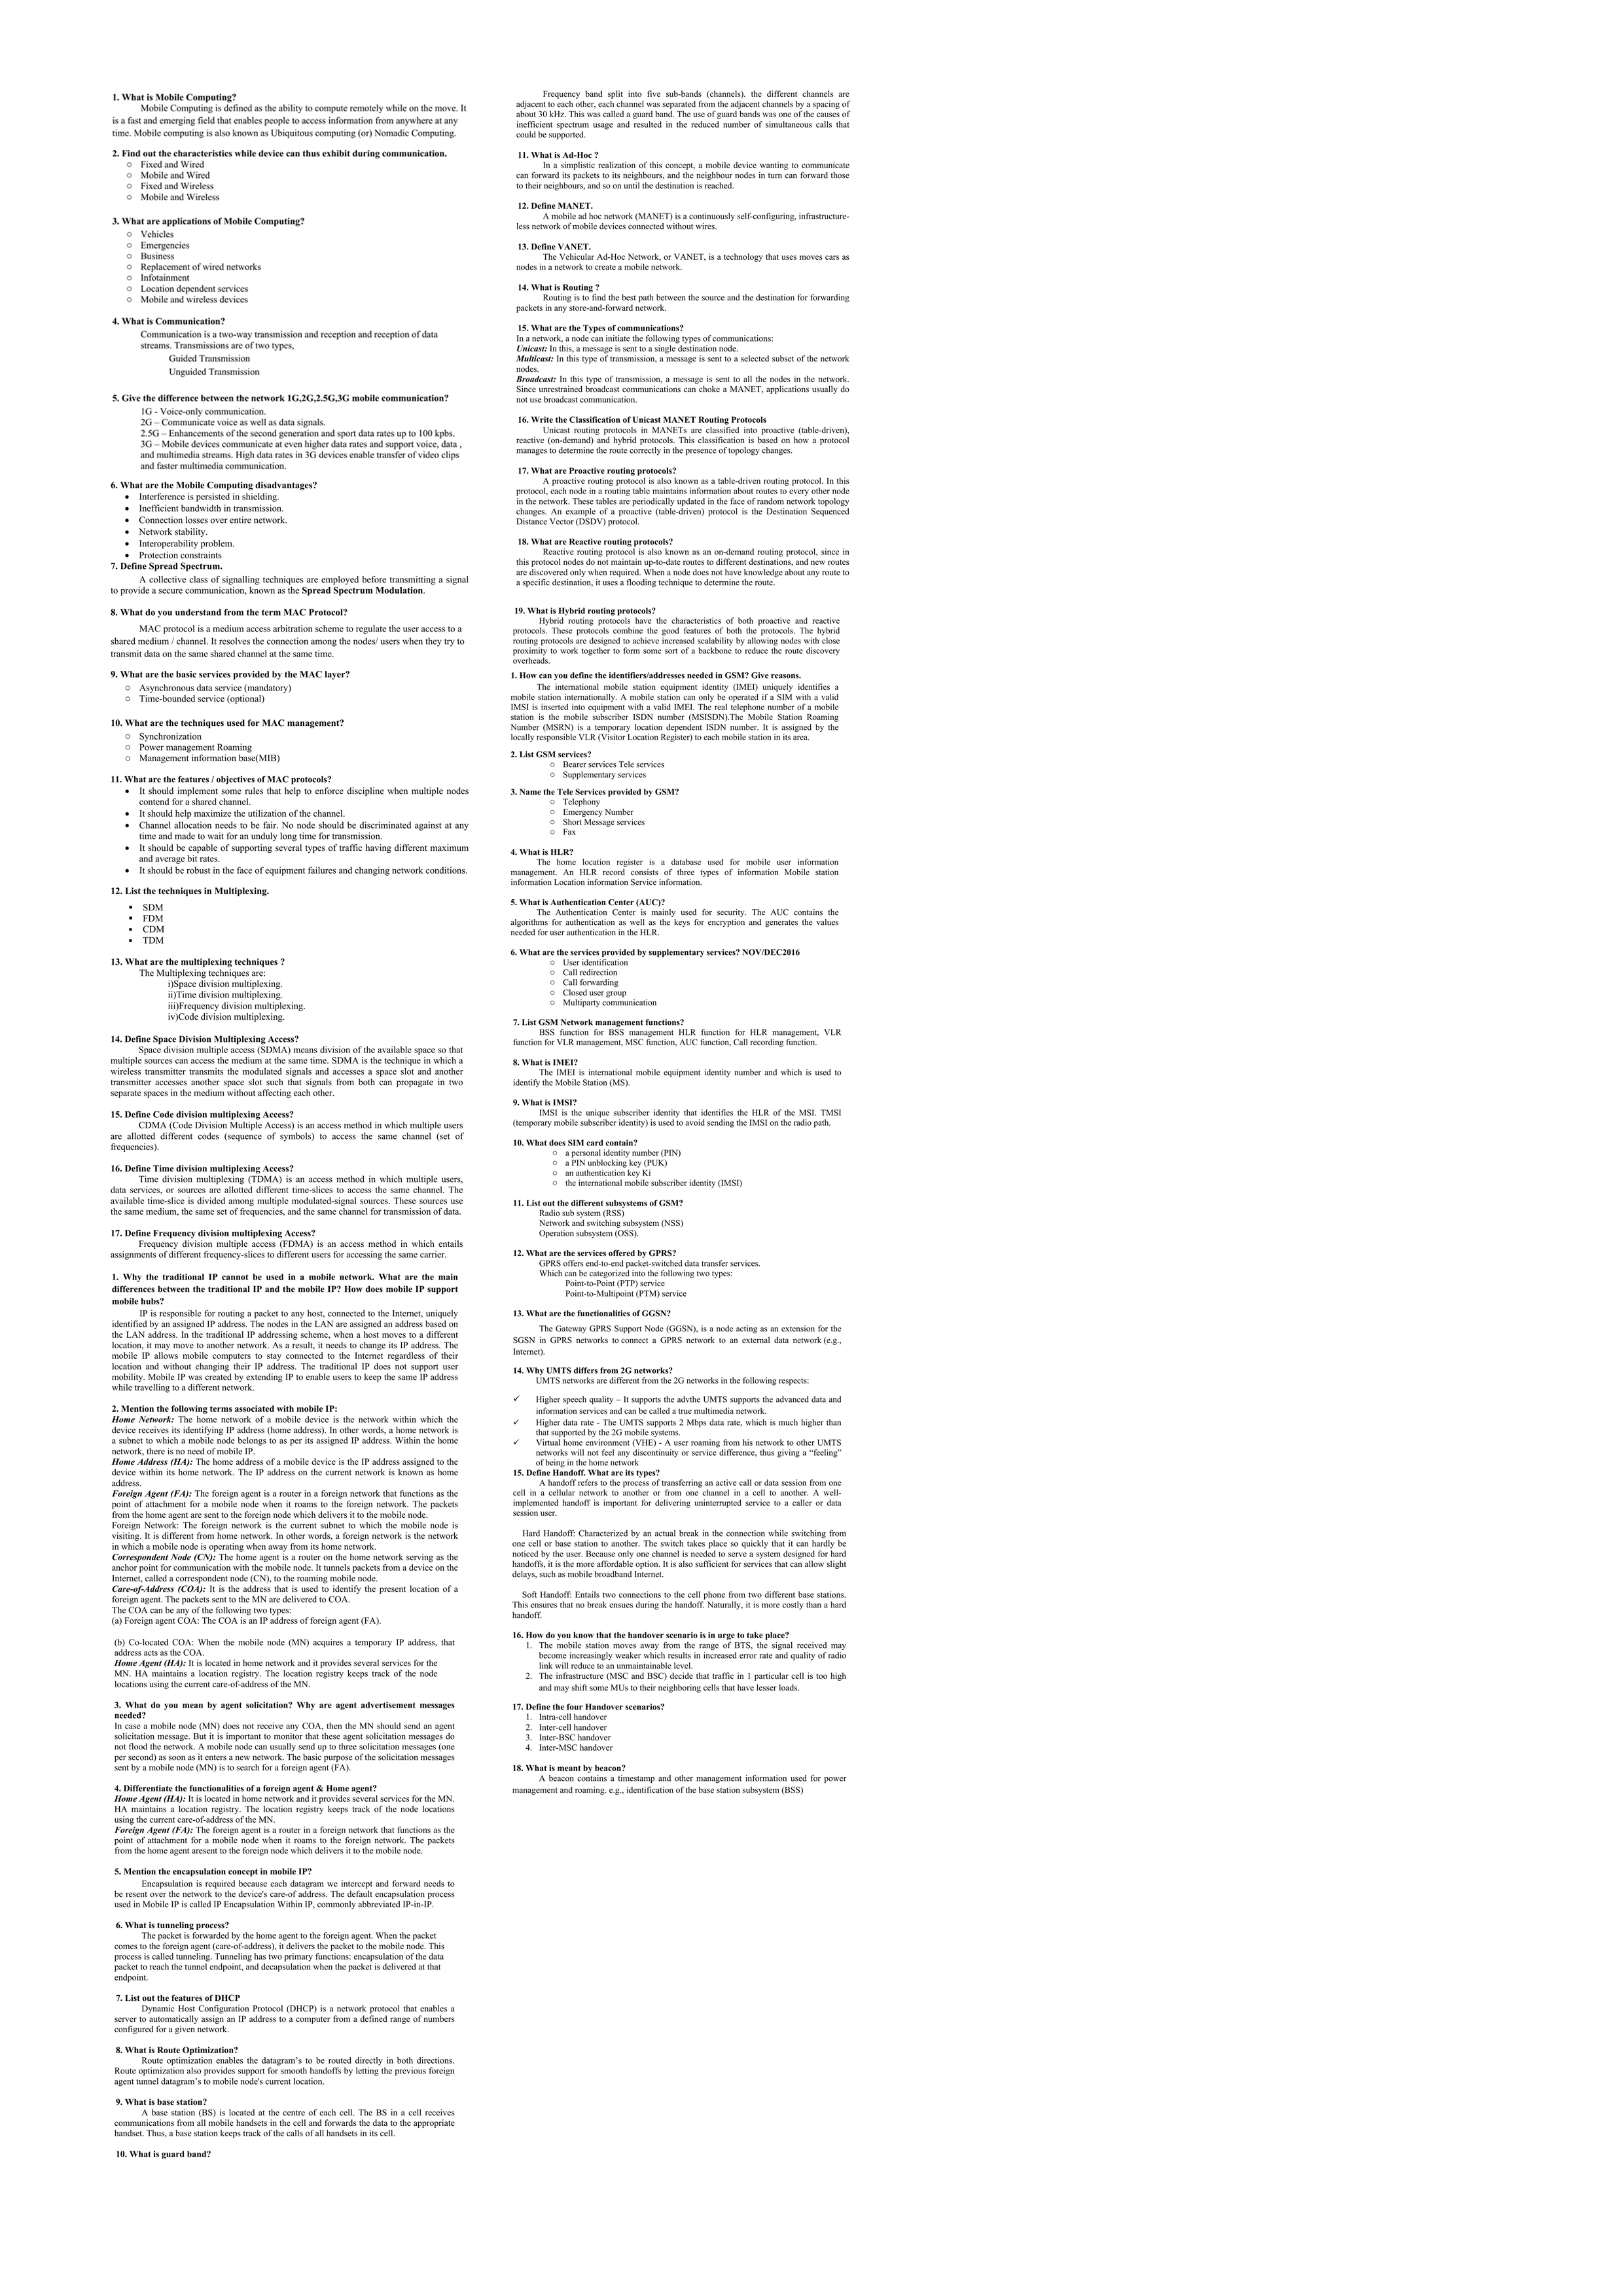 1. What is Mobile Computing?
Mobile Computing is defined as the ability to compute remotely while on the move. It
is a fast and emerging field that enables people to access information from anywhere at any
time. Mobile computing is also known as Ubiquitous computing (or) Nomadic Computing.
2. Find out the characteristics while device can thus exhibit during communication.
○ Fixed and Wired
○ Mobile and Wired
○ Fixed and Wireless
○ Mobile and Wireless
3. What are applications of Mobile Computing?
○ Vehicles
○ Emergencies
○ Business
○ Replacement of wired networks
○ Infotainment
○ Location dependent services
○ Mobile and wireless devices
4. What is Communication?
Communication is a two-way transmission and reception and reception of data
streams. Transmissions are of two types,
Guided Transmission
Unguided Transmission
5. Give the difference between the network 1G,2G,2.5G,3G mobile communication?
1G - Voice-only communication.
2G – Communicate voice as well as data signals.
2.5G – Enhancements of the second generation and sport data rates up to 100 kpbs.
3G – Mobile devices communicate at even higher data rates and support voice, data ,
and multimedia streams. High data rates in 3G devices enable transfer of video clips
and faster multimedia communication.
6. What are the Mobile Computing disadvantages?
• Interference is persisted in shielding.
• Inefficient bandwidth in transmission.
• Connection losses over entire network.
• Network stability.
• Interoperability problem.
• Protection constraints
7. Define Spread Spectrum.
A collective class of signalling techniques are employed before transmitting a signal
to provide a secure communication, known as the Spread Spectrum Modulation.
8. What do you understand from the term MAC Protocol?
MAC protocol is a medium access arbitration scheme to regulate the user access to a
shared medium / channel. It resolves the connection among the nodes/ users when they try to
transmit data on the same shared channel at the same time.
9. What are the basic services provided by the MAC layer?
○ Asynchronous data service (mandatory)
○ Time-bounded service (optional)
10. What are the techniques used for MAC management?
○ Synchronization
○ Power management Roaming
○ Management information base(MIB)
11. What are the features / objectives of MAC protocols?
• It should implement some rules that help to enforce discipline when multiple nodes
contend for a shared channel.
• It should help maximize the utilization of the channel.
• Channel allocation needs to be fair. No node should be discriminated against at any
time and made to wait for an unduly long time for transmission.
• It should be capable of supporting several types of traffic having different maximum
and average bit rates.
• It should be robust in the face of equipment failures and changing network conditions.
12. List the techniques in Multiplexing.
▪ SDM
▪ FDM
▪ CDM
▪ TDM
13. What are the multiplexing techniques ?
The Multiplexing techniques are:
i)Space division multiplexing.
ii)Time division multiplexing.
iii)Frequency division multiplexing.
iv)Code division multiplexing.
14. Define Space Division Multiplexing Access?
Space division multiple access (SDMA) means division of the available space so that
multiple sources can access the medium at the same time. SDMA is the technique in which a
wireless transmitter transmits the modulated signals and accesses a space slot and another
transmitter accesses another space slot such that signals from both can propagate in two
separate spaces in the medium without affecting each other.
15. Define Code division multiplexing Access?
CDMA (Code Division Multiple Access) is an access method in which multiple users
are allotted different codes (sequence of symbols) to access the same channel (set of
frequencies).
16. Define Time division multiplexing Access?
Time division multiplexing (TDMA) is an access method in which multiple users,
data services, or sources are allotted different time-slices to access the same channel. The
available time-slice is divided among multiple modulated-signal sources. These sources use
the same medium, the same set of frequencies, and the same channel for transmission of data.
17. Define Frequency division multiplexing Access?
Frequency division multiple access (FDMA) is an access method in which entails
assignments of different frequency-slices to different users for accessing the same carrier.
1. Why the traditional IP cannot be used in a mobile network. What are the main
differences between the traditional IP and the mobile IP? How does mobile IP support
mobile hubs?
IP is responsible for routing a packet to any host, connected to the Internet, uniquely
identified by an assigned IP address. The nodes in the LAN are assigned an address based on
the LAN address. In the traditional IP addressing scheme, when a host moves to a different
location, it may move to another network. As a result, it needs to change its IP address. The
mobile IP allows mobile computers to stay connected to the Internet regardless of their
location and without changing their IP address. The traditional IP does not support user
mobility. Mobile IP was created by extending IP to enable users to keep the same IP address
while travelling to a different network.
2. Mention the following terms associated with mobile IP:
Home Network: The home network of a mobile device is the network within which the
device receives its identifying IP address (home address). In other words, a home network is
a subnet to which a mobile node belongs to as per its assigned IP address. Within the home
network, there is no need of mobile IP.
Home Address (HA): The home address of a mobile device is the IP address assigned to the
device within its home network. The IP address on the current network is known as home
address.
Foreign Agent (FA): The foreign agent is a router in a foreign network that functions as the
point of attachment for a mobile node when it roams to the foreign network. The packets
from the home agent are sent to the foreign node which delivers it to the mobile node.
Foreign Network: The foreign network is the current subnet to which the mobile node is
visiting. It is different from home network. In other words, a foreign network is the network
in which a mobile node is operating when away from its home network.
Correspondent Node (CN): The home agent is a router on the home network serving as the
anchor point for communication with the mobile node. It tunnels packets from a device on the
Internet, called a correspondent node (CN), to the roaming mobile node.
Care-of-Address (COA): It is the address that is used to identify the present location of a
foreign agent. The packets sent to the MN are delivered to COA.
The COA can be any of the following two types:
(a) Foreign agent COA: The COA is an IP address of foreign agent (FA).
(b) Co-located COA: When the mobile node (MN) acquires a temporary IP address, that
address acts as the COA.
Home Agent (HA): It is located in home network and it provides several services for the
MN. HA maintains a location registry. The location registry keeps track of the node
locations using the current care-of-address of the MN.
3. What do you mean by agent solicitation? Why are agent advertisement messages
needed?
In case a mobile node (MN) does not receive any COA, then the MN should send an agent
solicitation message. But it is important to monitor that these agent solicitation messages do
not flood the network. A mobile node can usually send up to three solicitation messages (one
per second) as soon as it enters a new network. The basic purpose of the solicitation messages
sent by a mobile node (MN) is to search for a foreign agent (FA).
4. Differentiate the functionalities of a foreign agent & Home agent?
Home Agent (HA): It is located in home network and it provides several services for the MN.
HA maintains a location registry. The location registry keeps track of the node locations
using the current care-of-address of the MN.
Foreign Agent (FA): The foreign agent is a router in a foreign network that functions as the
point of attachment for a mobile node when it roams to the foreign network. The packets
from the home agent aresent to the foreign node which delivers it to the mobile node.
5. Mention the encapsulation concept in mobile IP?
Encapsulation is required because each datagram we intercept and forward needs to
be resent over the network to the device's care-of address. The default encapsulation process
used in Mobile IP is called IP Encapsulation Within IP, commonly abbreviated IP-in-IP.
6. What is tunneling process?
The packet is forwarded by the home agent to the foreign agent. When the packet
comes to the foreign agent (care-of-address), it delivers the packet to the mobile node. This
process is called tunneling. Tunneling has two primary functions: encapsulation of the data
packet to reach the tunnel endpoint, and decapsulation when the packet is delivered at that
endpoint.
7. List out the features of DHCP
Dynamic Host Configuration Protocol (DHCP) is a network protocol that enables a
server to automatically assign an IP address to a computer from a defined range of numbers
configured for a given network.
8. What is Route Optimization?
Route optimization enables the datagram’s to be routed directly in both directions.
Route optimization also provides support for smooth handoffs by letting the previous foreign
agent tunnel datagram’s to mobile node's current location.
9. What is base station?
A base station (BS) is located at the centre of each cell. The BS in a cell receives
communications from all mobile handsets in the cell and forwards the data to the appropriate
handset. Thus, a base station keeps track of the calls of all handsets in its cell.
10. What is guard band?
Frequency band split into five sub-bands (channels). the different channels are
adjacent to each other, each channel was separated from the adjacent channels by a spacing of
about 30 kHz. This was called a guard band. The use of guard bands was one of the causes of
inefficient spectrum usage and resulted in the reduced number of simultaneous calls that
could be supported.
11. What is Ad-Hoc ?
In a simplistic realization of this concept, a mobile device wanting to communicate
can forward its packets to its neighbours, and the neighbour nodes in turn can forward those
to their neighbours, and so on until the destination is reached.
12. Define MANET.
A mobile ad hoc network (MANET) is a continuously self-configuring, infrastructure-
less network of mobile devices connected without wires.
13. Define VANET.
The Vehicular Ad-Hoc Network, or VANET, is a technology that uses moves cars as
nodes in a network to create a mobile network.
14. What is Routing ?
Routing is to find the best path between the source and the destination for forwarding
packets in any store-and-forward network.
15. What are the Types of communications?
In a network, a node can initiate the following types of communications:
Unicast: In this, a message is sent to a single destination node.
Multicast: In this type of transmission, a message is sent to a selected subset of the network
nodes.
Broadcast: In this type of transmission, a message is sent to all the nodes in the network.
Since unrestrained broadcast communications can choke a MANET, applications usually do
not use broadcast communication.
16. Write the Classification of Unicast MANET Routing Protocols
Unicast routing protocols in MANETs are classified into proactive (table-driven),
reactive (on-demand) and hybrid protocols. This classification is based on how a protocol
manages to determine the route correctly in the presence of topology changes.
17. What are Proactive routing protocols?
A proactive routing protocol is also known as a table-driven routing protocol. In this
protocol, each node in a routing table maintains information about routes to every other node
in the network. These tables are periodically updated in the face of random network topology
changes. An example of a proactive (table-driven) protocol is the Destination Sequenced
Distance Vector (DSDV) protocol.
18. What are Reactive routing protocols?
Reactive routing protocol is also known as an on-demand routing protocol, since in
this protocol nodes do not maintain up-to-date routes to different destinations, and new routes
are discovered only when required. When a node does not have knowledge about any route to
a specific destination, it uses a flooding technique to determine the route.
19. What is Hybrid routing protocols?
Hybrid routing protocols have the characteristics of both proactive and reactive
protocols. These protocols combine the good features of both the protocols. The hybrid
routing protocols are designed to achieve increased scalability by allowing nodes with close
proximity to work together to form some sort of a backbone to reduce the route discovery
overheads.
1. How can you define the identifiers/addresses needed in GSM? Give reasons.
The international mobile station equipment identity (IMEI) uniquely identifies a
mobile station internationally. A mobile station can only be operated if a SIM with a valid
IMSI is inserted into equipment with a valid IMEI. The real telephone number of a mobile
station is the mobile subscriber ISDN number (MSISDN).The Mobile Station Roaming
Number (MSRN) is a temporary location dependent ISDN number. It is assigned by the
locally responsible VLR (Visitor Location Register) to each mobile station in its area.
2. List GSM services?
○ Bearer services Tele services
○ Supplementary services
3. Name the Tele Services provided by GSM?
○ Telephony
○ Emergency Number
○ Short Message services
○ Fax
4. What is HLR?
The home location register is a database used for mobile user information
management. An HLR record consists of three types of information Mobile station
information Location information Service information.
5. What is Authentication Center (AUC)?
The Authentication Center is mainly used for security. The AUC contains the
algorithms for authentication as well as the keys for encryption and generates the values
needed for user authentication in the HLR.
6. What are the services provided by supplementary services? NOV/DEC2016
○ User identification
○ Call redirection
○ Call forwarding
○ Closed user group
○ Multiparty communication
7. List GSM Network management functions?
BSS function for BSS management HLR function for HLR management, VLR
function for VLR management, MSC function, AUC function, Call recording function.
8. What is IMEI?
The IMEI is international mobile equipment identity number and which is used to
identify the Mobile Station (MS).
9. What is IMSI?
IMSI is the unique subscriber identity that identifies the HLR of the MSI. TMSI
(temporary mobile subscriber identity) is used to avoid sending the IMSI on the radio path.
10. What does SIM card contain?
○ a personal identity number (PIN)
○ a PIN unblocking key (PUK)
○ an authentication key Ki
○ the international mobile subscriber identity (IMSI)
11. List out the different subsystems of GSM?
Radio sub system (RSS)
Network and switching subsystem (NSS)
Operation subsystem (OSS).
12. What are the services offered by GPRS?
GPRS offers end-to-end packet-switched data transfer services.
Which can be categorized into the following two types:
Point-to-Point (PTP) service
Point-to-Multipoint (PTM) service
13. What are the functionalities of GGSN?
The Gateway GPRS Support Node (GGSN), is a node acting as an extension for the
SGSN in GPRS networks to connect a GPRS network to an external data network (e.g.,
Internet).
14. Why UMTS differs from 2G networks?
UMTS networks are different from the 2G networks in the following respects:
✓ Higher speech quality – It supports the advthe UMTS supports the advanced data and
information services and can be called a true multimedia network.
✓ Higher data rate - The UMTS supports 2 Mbps data rate, which is much higher than
that supported by the 2G mobile systems.
✓ Virtual home environment (VHE) - A user roaming from his network to other UMTS
networks will not feel any discontinuity or service difference, thus giving a “feeling”
of being in the home network
15. Define Handoff. What are its types?
A handoff refers to the process of transferring an active call or data session from one
cell in a cellular network to another or from one channel in a cell to another. A well-
implemented handoff is important for delivering uninterrupted service to a caller or data
session user.
Hard Handoff: Characterized by an actual break in the connection while switching from
one cell or base station to another. The switch takes place so quickly that it can hardly be
noticed by the user. Because only one channel is needed to serve a system designed for hard
handoffs, it is the more affordable option. It is also sufficient for services that can allow slight
delays, such as mobile broadband Internet.
Soft Handoff: Entails two connections to the cell phone from two different base stations.
This ensures that no break ensues during the handoff. Naturally, it is more costly than a hard
handoff.
16. How do you know that the handover scenario is in urge to take place?
1. The mobile station moves away from the range of BTS, the signal received may
become increasingly weaker which results in increased error rate and quality of radio
link will reduce to an unmaintainable level.
2. The infrastructure (MSC and BSC) decide that traffic in 1 particular cell is too high
and may shift some MUs to their neighboring cells that have lesser loads.
17. Define the four Handover scenarios?
1. Intra-cell handover
2. Inter-cell handover
3. Inter-BSC handover
4. Inter-MSC handover
18. What is meant by beacon?
A beacon contains a timestamp and other management information used for power
management and roaming. e.g., identification of the base station subsystem (BSS)